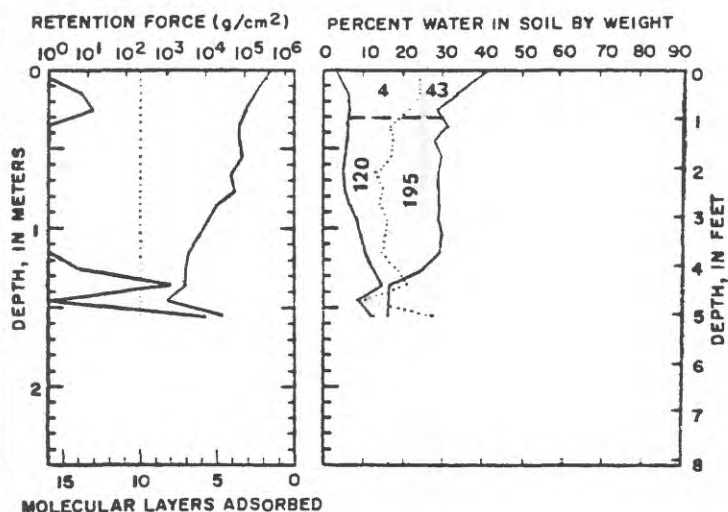 RETENTION FORCE (g/cm2)
10⁰ 10¹ 10² 10³ 10⁴ 10⁵ 10⁶
PERCENT WATER IN SOIL BY WEIGHT
0 10 20 30 40 50 60 70 80 90
DEPTH, IN METERS
0
1
2
15 10 5 0
MOLECULAR LAYERS ADSORBED
4 43
120
195
0
1
2
3
4
5
6
7
8
DEPTH, IN FEET